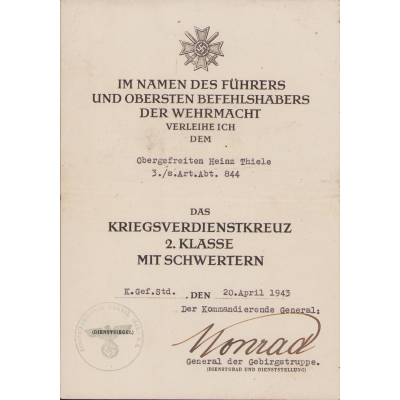 IM NAMEN DES FÜHRERS
UND OBERSTEN BEFEHLSHABERS
DER WEHRMACHT
VERLEIHE ICH
DEM
Obergefreiten Heinz Thiele
3./s.Art.Abt. 844
DAS
KRIEGSVERDIENSTKREUZ
2. KLASSE
MIT SCHWERTERN
K.Gef.Std. , DEN 20.April 1943
Der Kommandierende General:
(DIENSTSIEGEL)
Konrad
General der Gebirgstruppe.
(DIENSTGRAD UND DIENSTSTELLUNG)